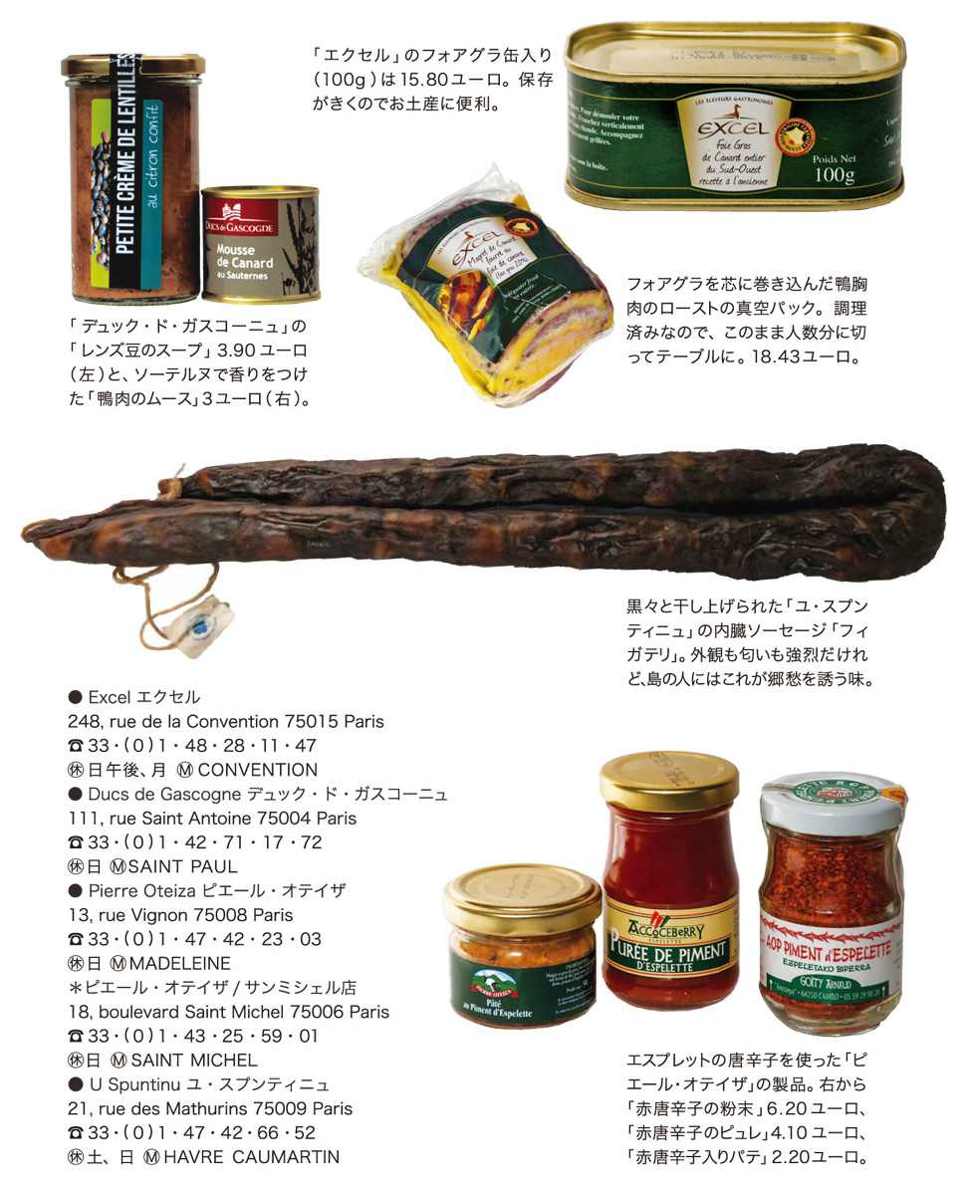 「エクセル」のフォアグラ缶入り
(100g)は15.80ユーロ。保存
がきくのでお土産に便利。
PETITE CRÈME DE LENTILLES
au citron confit
DUCS de GASCOGNE
Mousse
de Canard
au Sauternes
LES ÉLEVEURS GASTRONOMES
EXCEL
Foie Gras
de Canard entier
du Sud-Ouest
recette à l'ancienne
Poids Net
100g
EXCEL
Magret de Canard
fourré au
foie de canard
「デュック・ド・ガスコーニュ」の
「レンズ豆のスープ」3.90ユーロ
(左)と、ソーテルヌで香りをつけ
た「鴨肉のムース」3ユーロ(右)。
フォアグラを芯に巻き込んだ鴨胸
肉のローストの真空パック。調理
済みなので、このまま人数分に切
ってテーブルに。18.43ユーロ。
黒々と干し上げられた「ユ・スプン
ティニュ」の内臓ソーセージ「フィ
ガテリ」。外観も匂いも強烈だけれ
ど、島の人にはこれが郷愁を誘う味。
● Excel エクセル
248, rue de la Convention 75015 Paris
☎33・(0)1・48・28・11・47
㊡日午後、月 Ⓜ CONVENTION
● Ducs de Gascogne デュック・ド・ガスコーニュ
111, rue Saint Antoine 75004 Paris
☎33・(0)1・42・71・17・72
㊡日 ⓂSAINT PAUL
● Pierre Oteiza ピエール・オテイザ
13, rue Vignon 75008 Paris
☎33・(0)1・47・42・23・03
㊡日 ⓂMADELEINE
＊ピエール・オテイザ/サンミシェル店
18, boulevard Saint Michel 75006 Paris
☎33・(0)1・43・25・59・01
㊡日 Ⓜ SAINT MICHEL
● U Spuntinu ユ・スプンティニュ
21, rue des Mathurins 75009 Paris
☎33・(0)1・47・42・66・52
㊡土、日 Ⓜ HAVRE CAUMARTIN
PIERRE OTEIZA
Pâté
au Piment d'Espelette
ACCOCEBERRY
ESPELETTE
PURÉE DE PIMENT
D'ESPELETTE
AOP PIMENT d'ESPELETTE
ESPELETAKO BIPERRA
GOITY Arnaud
エスプレットの唐辛子を使った「ピ
エール・オテイザ」の製品。右から
「赤唐辛子の粉末」6.20ユーロ、
「赤唐辛子のピュレ」4.10ユーロ、
「赤唐辛子入りパテ」2.20ユーロ。